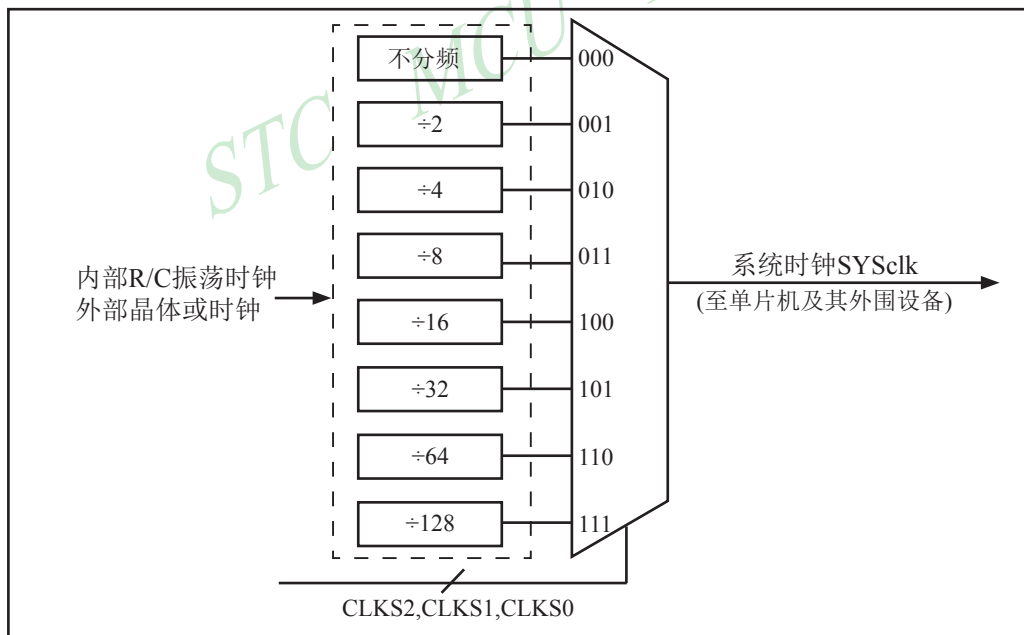 STC MCU
不分频
000
÷2
001
÷4
010
÷8
011
÷16
100
÷32
101
÷64
110
÷128
111
内部R/C振荡时钟
外部晶体或时钟
系统时钟SYSclk
(至单片机及其外围设备)
CLKS2,CLKS1,CLKS0